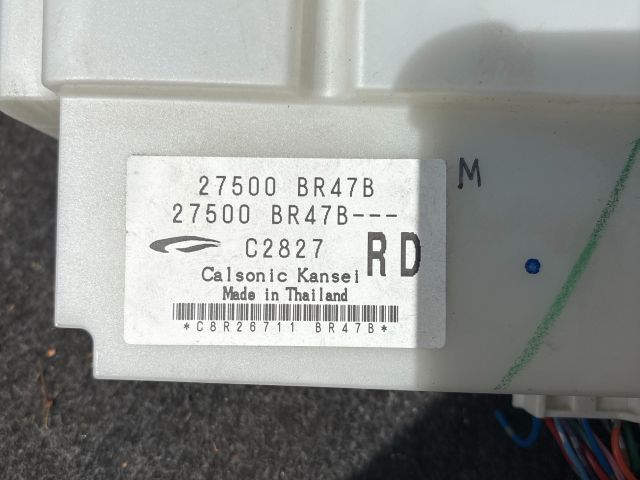 27500 BR47B
27500 BR47B---
C2827 RD
Calsonic Kansei
Made in Thailand
*C8R26711 BR47B*
M